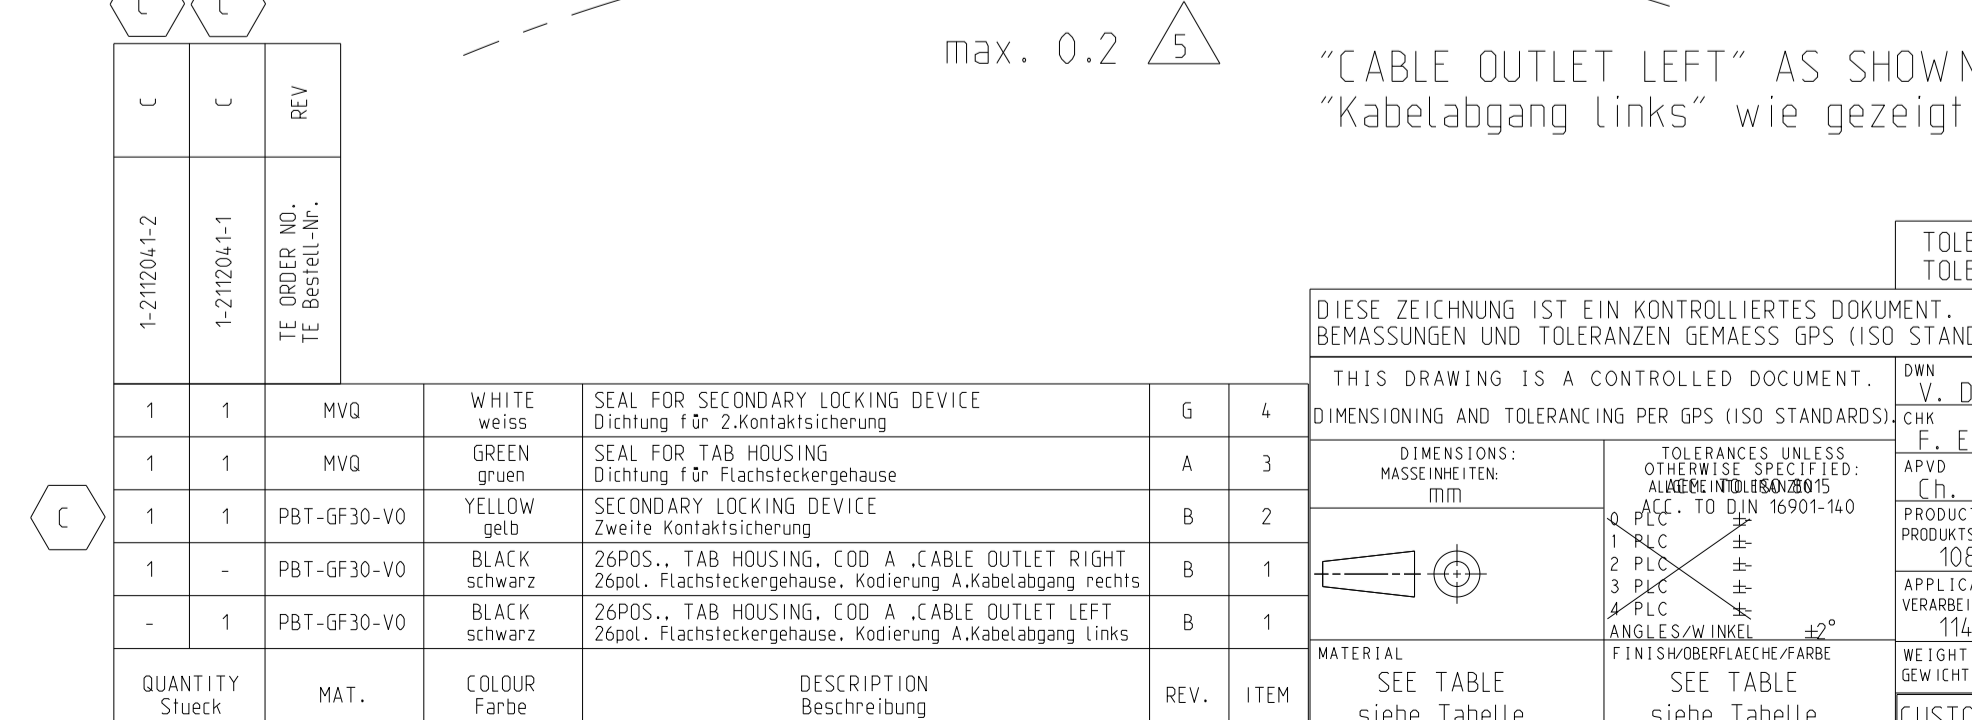 C C
max. 0.2 5
"CABLE OUTLET LEFT" AS SHOWN
"Kabelabgang links" wie gezeigt
C C REV
1-2112041-2
1-2112041-1
TE ORDER NO.
TE Bestell-Nr.
DIESE ZEICHNUNG IST EIN KONTROLLIERTES DOKUMENT.
BEMASSUNGEN UND TOLERANZEN GEMAESS GPS (ISO
THIS DRAWING IS A CONTROLLED DOCUMENT.
DIMENSIONING AND TOLERANCING PER GPS (ISO STANDARDS).
1 1 MVQ WHITE SEAL FOR SECONDARY LOCKING DEVICE G 4
weiss Dichtung für 2.Kontaktsicherung
1 1 MVQ GREEN SEAL FOR TAB HOUSING A 3
gruen Dichtung für Flachsteckergehause
C
1 1 PBT-GF30-V0 YELLOW SECONDARY LOCKING DEVICE B 2
gelb Zweite Kontaktsicherung
1 - PBT-GF30-V0 BLACK 26POS., TAB HOUSING, COD A ,CABLE OUTLET RIGHT B 1
schwarz 26pol. Flachsteckergehause, Kodierung A,Kabelabgang rechts
- 1 PBT-GF30-V0 BLACK 26POS., TAB HOUSING, COD A ,CABLE OUTLET LEFT B 1
schwarz 26pol. Flachsteckergehause, Kodierung A,Kabelabgang links
QUANTITY MAT. COLOUR DESCRIPTION REV. ITEM
Stueck Farbe Beschreibung
DIMENSIONS:
MASSEINHEITEN:
mm
TOLERANCES UNLESS
OTHERWISE SPECIFIED:
ACC. TO DIN 16901-140
0 PLC ±-
1 PLC ±-
2 PLC ±-
3 PLC ±-
4 PLC ±-
ANGLES/WINKEL ±2°
MATERIAL
SEE TABLE
siehe Tabelle
FINISH/OBERFLAECHE/FARBE
SEE TABLE
siehe Tabelle
DWN
V.
CHK
F.
APVD
Ch.
WEIGHT
GEWICHT